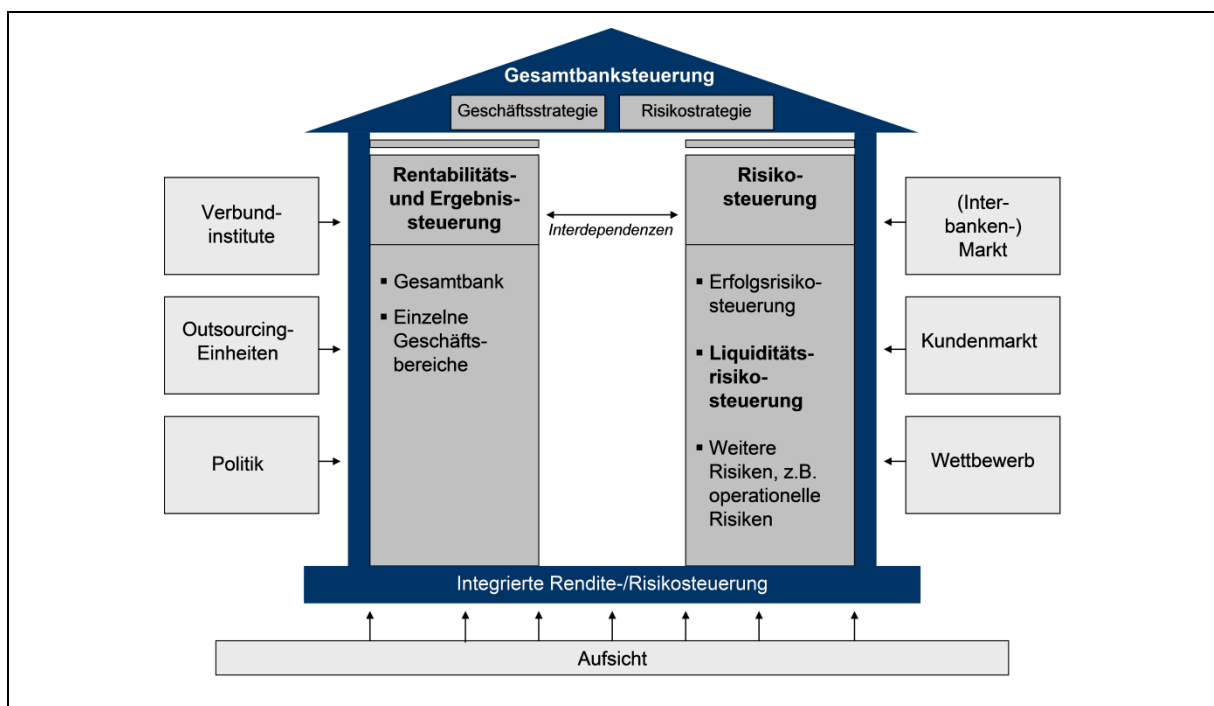 Gesamtbanksteuerung
Geschäftsstrategie
Risikostrategie
Verbund-
institute
Outsourcing-
Einheiten
Politik
Rentabilitäts-
und Ergebnis-
steuerung
▪ Gesamtbank
▪ Einzelne
Geschäfts-
bereiche
Interdependenzen
Risiko-
steuerung
▪ Erfolgsrisiko-
steuerung
▪ Liquiditäts-
risiko-
steuerung
▪ Weitere
Risiken, z.B.
operationelle
Risiken
(Inter-
banken-)
Markt
Kundenmarkt
Wettbewerb
Integrierte Rendite-/Risikosteuerung
Aufsicht